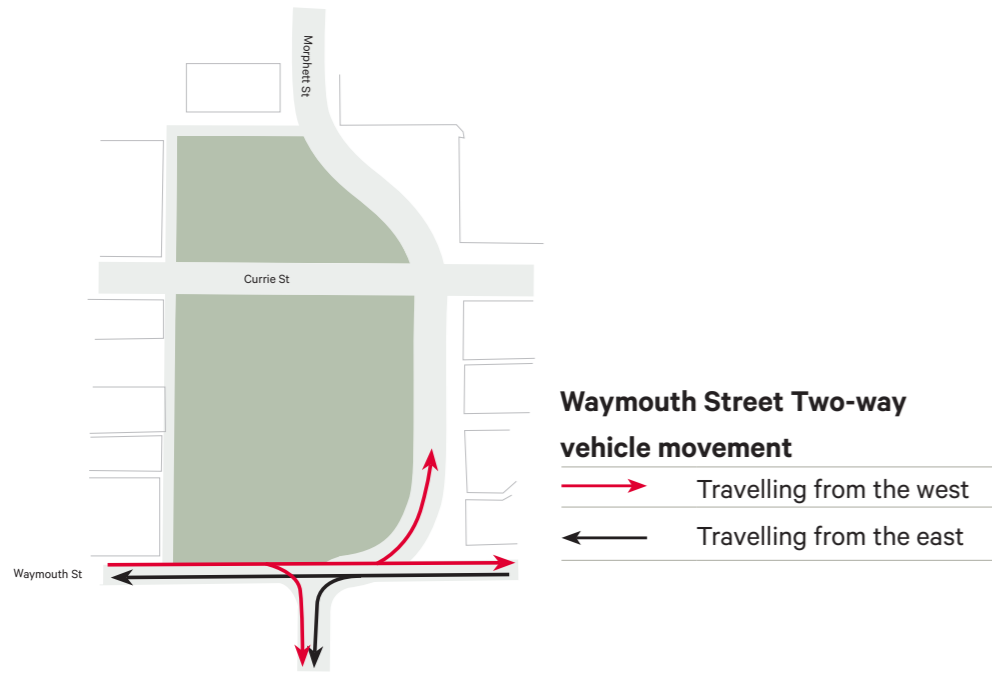 Morphett St
Currie St
Waymouth Street Two-way
vehicle movement
Travelling from the west
Travelling from the east
Waymouth St